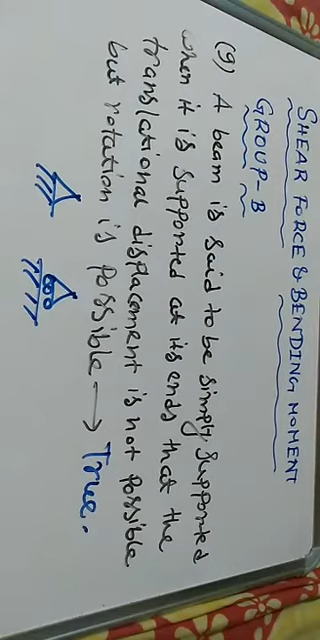 SHEAR FORCE & BENDING MOMENT
GROUP-B
(9) A beam is said to be simply supported
when it is supported at its ends that the
translational displacement is not possible
but rotation is possible → True.